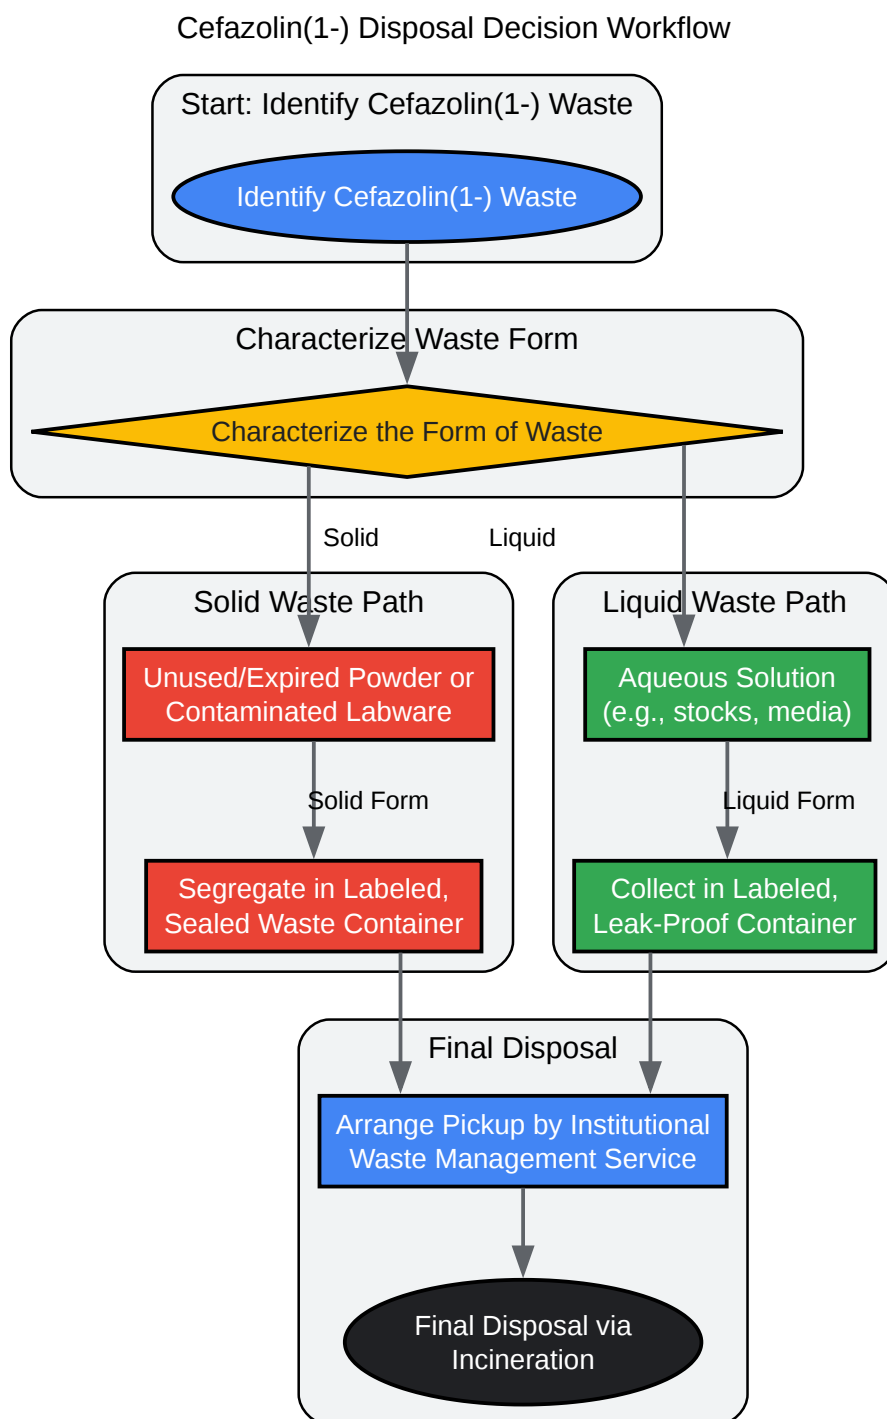 Cefazolin(1-) Disposal Decision Workflow
Start: Identify Cefazolin(1-) Waste
Identify Cefazolin(1-) Waste
Characterize Waste Form
Characterize the Form of Waste
Solid
Liquid
Solid Waste Path
Unused/Expired Powder or
Contaminated Labware
Solid Form
Segregate in Labeled,
Sealed Waste Container
Liquid Waste Path
Aqueous Solution
(e.g., stocks, media)
Liquid Form
Collect in Labeled,
Leak-Proof Container
Final Disposal
Arrange Pickup by Institutional
Waste Management Service
Final Disposal via
Incineration